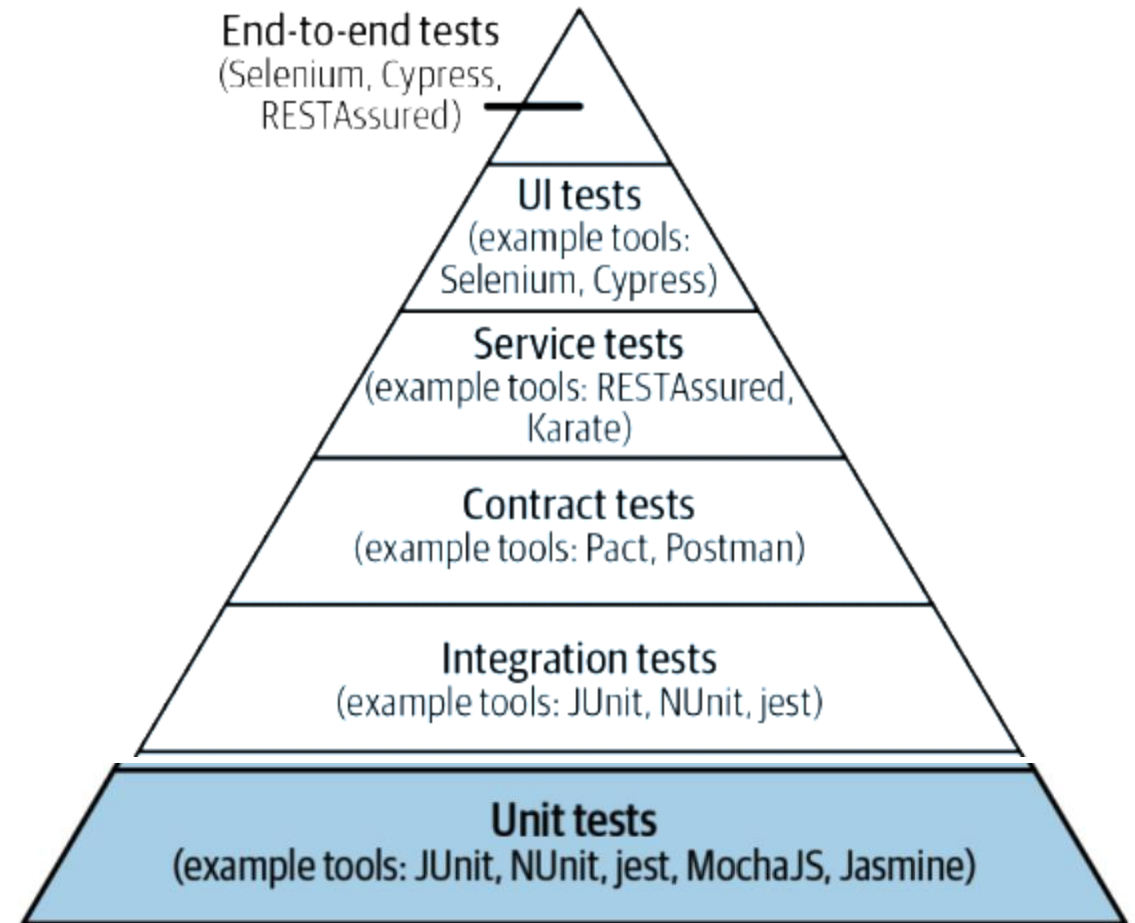 End-to-end tests
(Selenium, Cypress,
RESTAssured)
UI tests
(example tools:
Selenium, Cypress)
Service tests
(example tools: RESTAssured,
Karate)
Contract tests
(example tools: Pact, Postman)
Integration tests
(example tools: JUnit, NUnit, jest)
Unit tests
(example tools: JUnit, NUnit, jest, MochaJS, Jasmine)